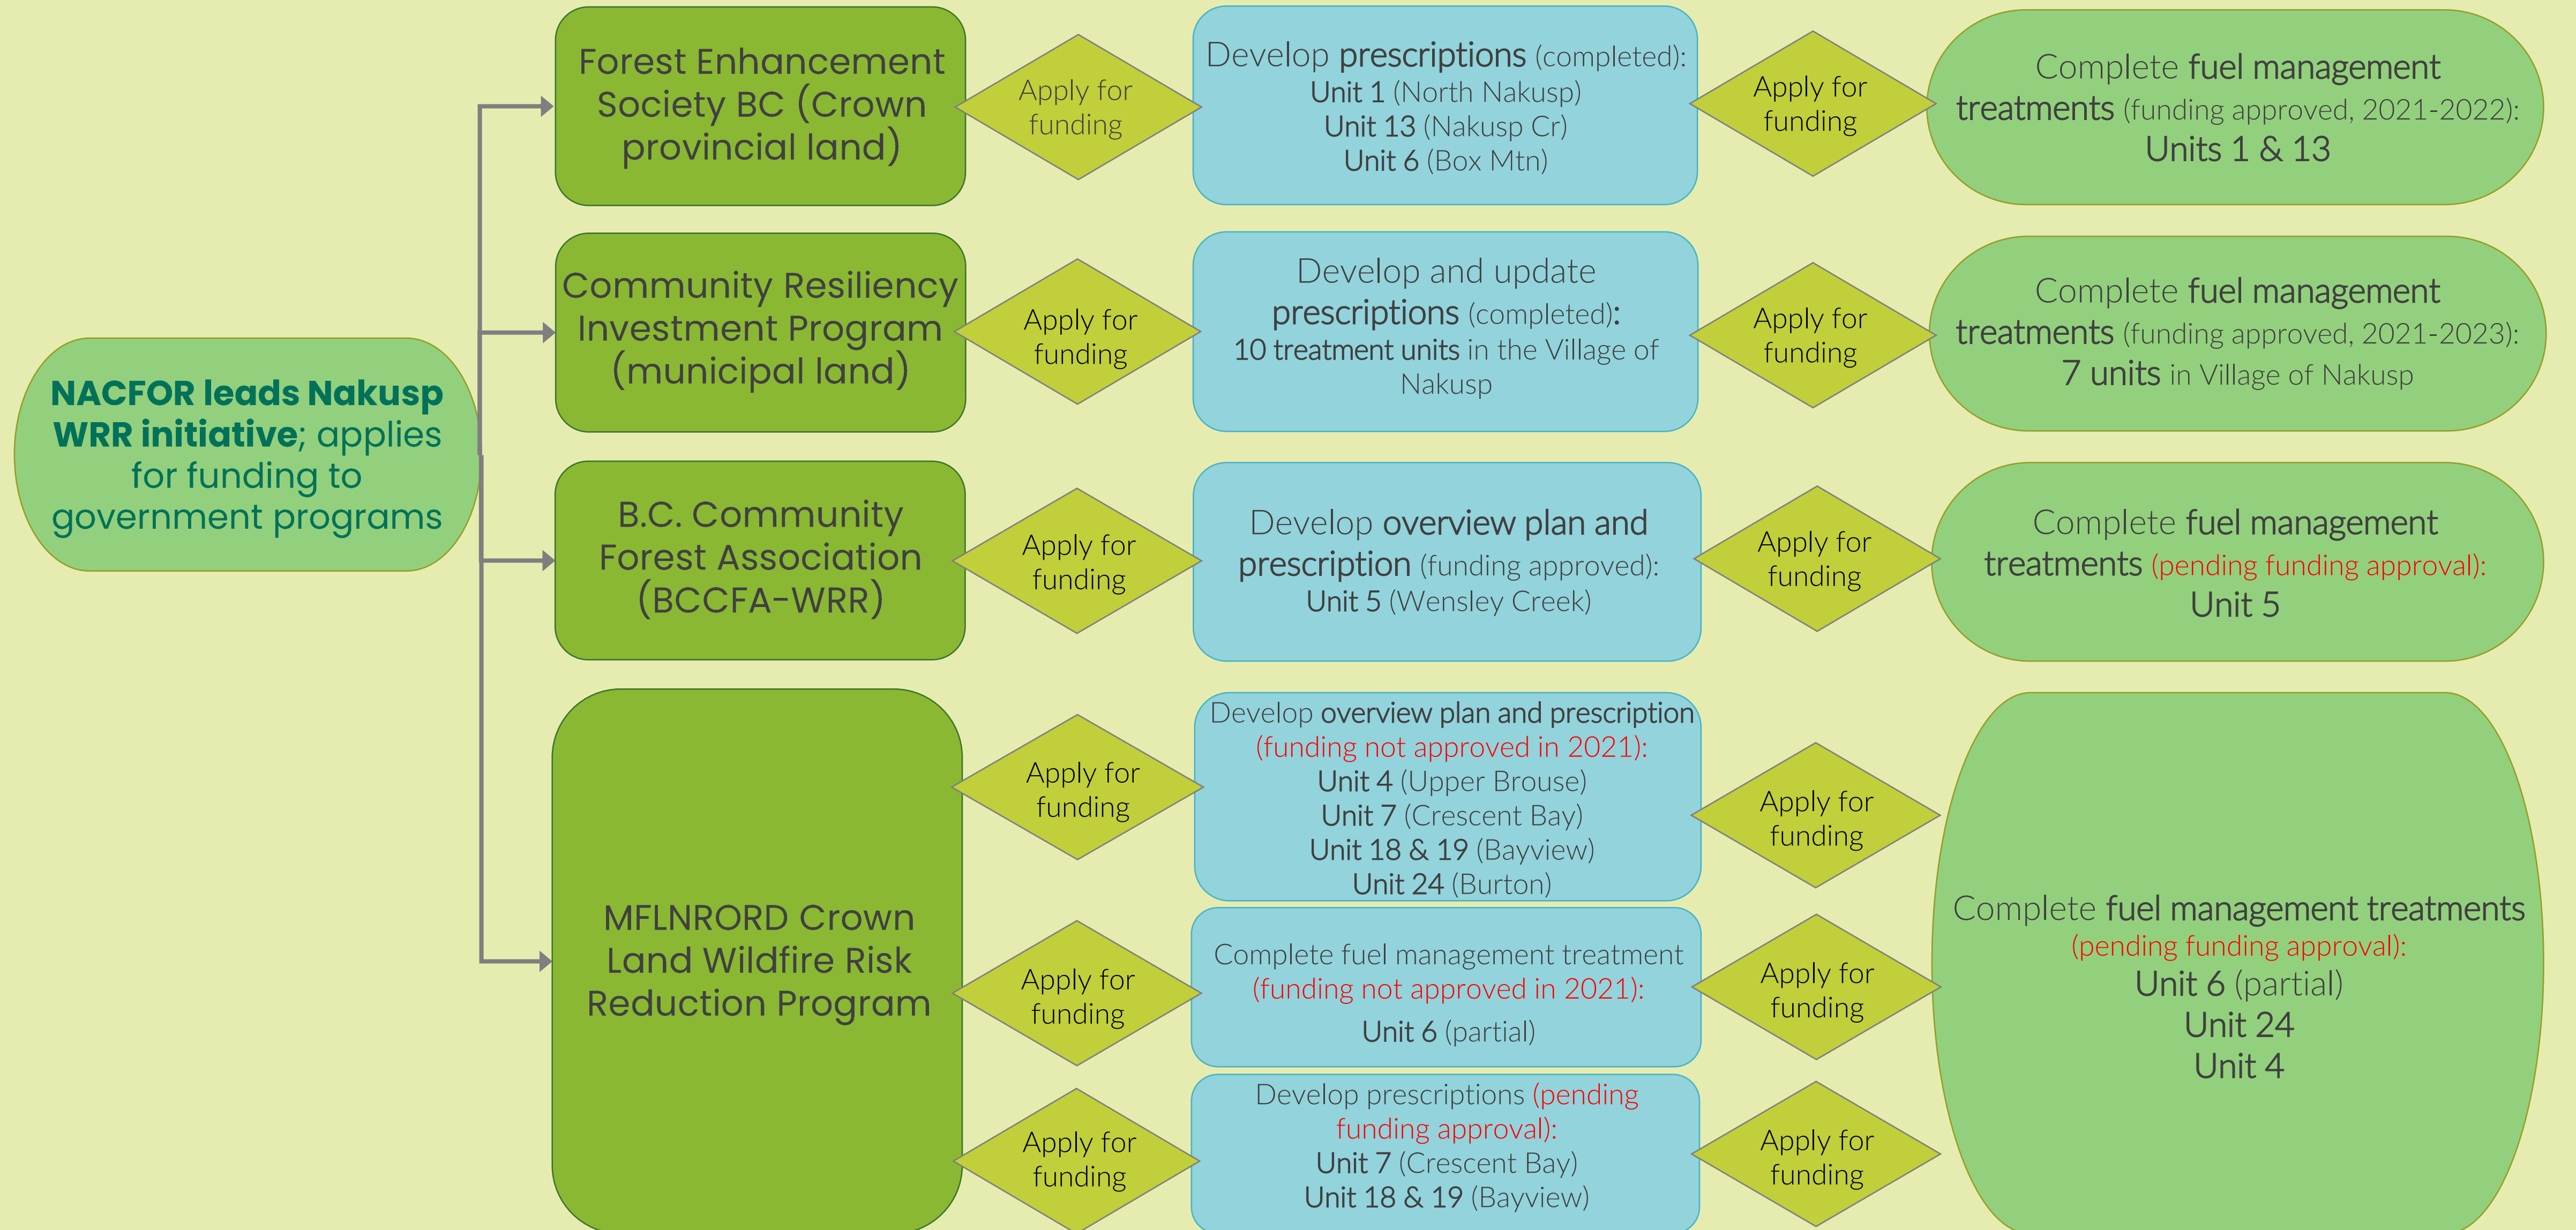 NACFOR leads Nakusp
WRR initiative; applies
for funding to
government programs
Forest Enhancement
Society BC (Crown
provincial land)
Apply for
funding
Develop prescriptions (completed):
Unit 1 (North Nakusp)
Unit 13 (Nakusp Cr)
Unit 6 (Box Mtn)
Apply for
funding
Complete fuel management
treatments (funding approved, 2021-2022):
Units 1 & 13
Community Resiliency
Investment Program
(municipal land)
Apply for
funding
Develop and update
prescriptions (completed):
10 treatment units in the Village of
Nakusp
Apply for
funding
Complete fuel management
treatments (funding approved, 2021-2023):
7 units in Village of Nakusp
B.C. Community
Forest Association
(BCCFA-WRR)
Apply for
funding
Develop overview plan and
prescription (funding approved):
Unit 5 (Wensley Creek)
Apply for
funding
Complete fuel management
treatments (pending funding approval):
Unit 5
MFLNRORD Crown
Land Wildfire Risk
Reduction Program
Apply for
funding
Develop overview plan and prescription
(funding not approved in 2021):
Unit 4 (Upper Brouse)
Unit 7 (Crescent Bay)
Unit 18 & 19 (Bayview)
Unit 24 (Burton)
Apply for
funding
Apply for
funding
Complete fuel management treatment
(funding not approved in 2021):
Unit 6 (partial)
Apply for
funding
Apply for
funding
Develop prescriptions (pending
funding approval):
Unit 7 (Crescent Bay)
Unit 18 & 19 (Bayview)
Apply for
funding
Complete fuel management treatments
(pending funding approval):
Unit 6 (partial)
Unit 24
Unit 4